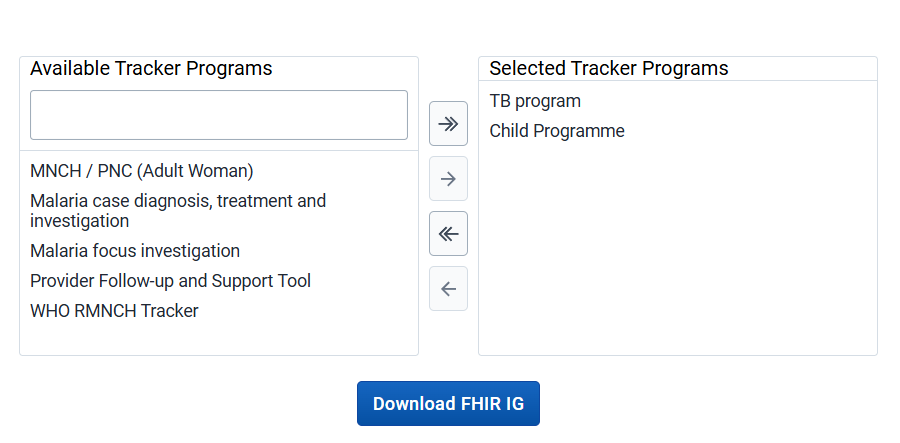 Available Tracker Programs
MNCH / PNC (Adult Woman)
Malaria case diagnosis, treatment and
investigation
Malaria focus investigation
Provider Follow-up and Support Tool
WHO RMNCH Tracker
Selected Tracker Programs
TB program
Child Programme
Download FHIR IG